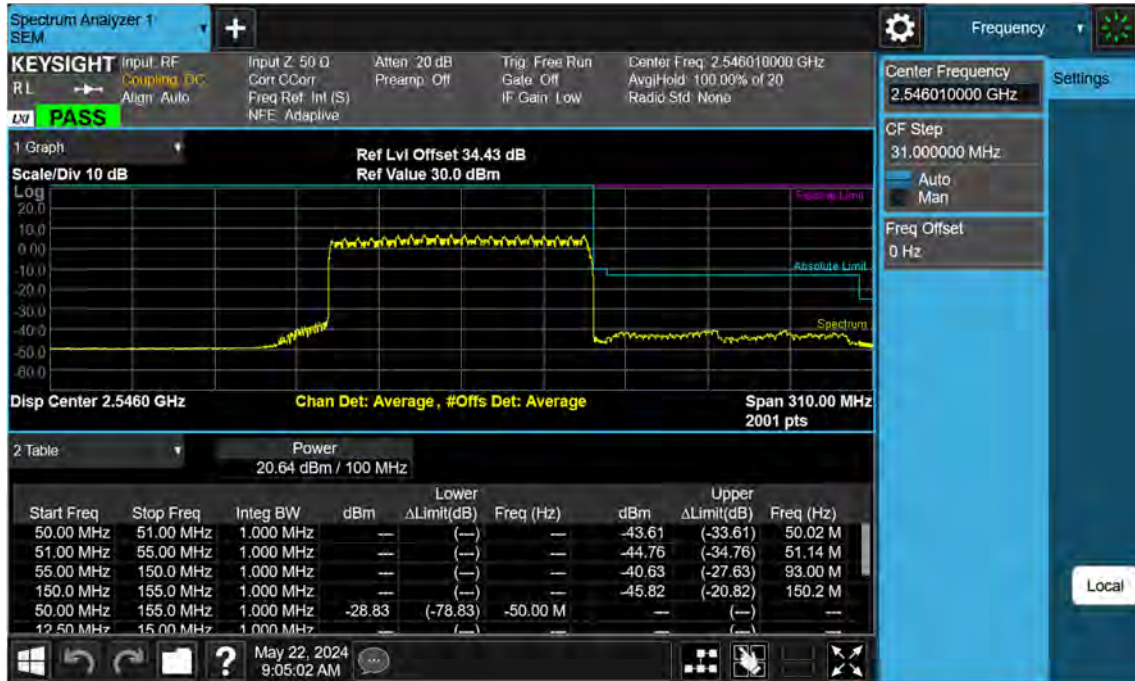 Spectrum Analyzer 1
SEM
+
Frequency
KEYSIGHT
R L
LXI
PASS
Input: RF
Coupling: DC
Align: Auto
Input Z: 50 Ω
Corr CCorr
Freq Ref: Int (S)
NFE: Adaptive
Atten: 20 dB
Preamp: Off
Trig: Free Run
Gate: Off
IF Gain: Low
Center Freq: 2.546010000 GHz
Avg|Hold: 100.00% of 20
Radio Std: None
Center Frequency
2.546010000 GHz
Settings
CF Step
31.000000 MHz
Auto
Man
Freq Offset
0 Hz
Local
1 Graph
Scale/Div 10 dB
Ref Lvl Offset 34.43 dB
Ref Value 30.0 dBm
Log
20.0
10.0
0.00
-10.0
-20.0
-30.0
-40.0
-50.0
-60.0
Relative Limit
Absolute Limit
Spectrum
Disp Center 2.5460 GHz
Chan Det: Average, #Offs Det: Average
Span 310.00 MHz
2001 pts
2 Table
Power
20.64 dBm / 100 MHz
Lower Upper
Start Freq Stop Freq Integ BW dBm ΔLimit(dB) Freq (Hz) dBm ΔLimit(dB) Freq (Hz)
50.00 MHz 51.00 MHz 1.000 MHz --- (---) --- -43.61 (-33.61) 50.02 M
51.00 MHz 55.00 MHz 1.000 MHz --- (---) --- -44.76 (-34.76) 51.14 M
55.00 MHz 150.0 MHz 1.000 MHz --- (---) --- -40.63 (-27.63) 93.00 M
150.0 MHz 155.0 MHz 1.000 MHz --- (---) --- -45.82 (-20.82) 150.2 M
50.00 MHz 155.0 MHz 1.000 MHz -28.83 (-78.83) -50.00 M --- (---) ---
12.50 MHz 15.00 MHz 1.000 MHz --- (---) --- --- (---) ---
?
May 22, 2024
9:05:02 AM